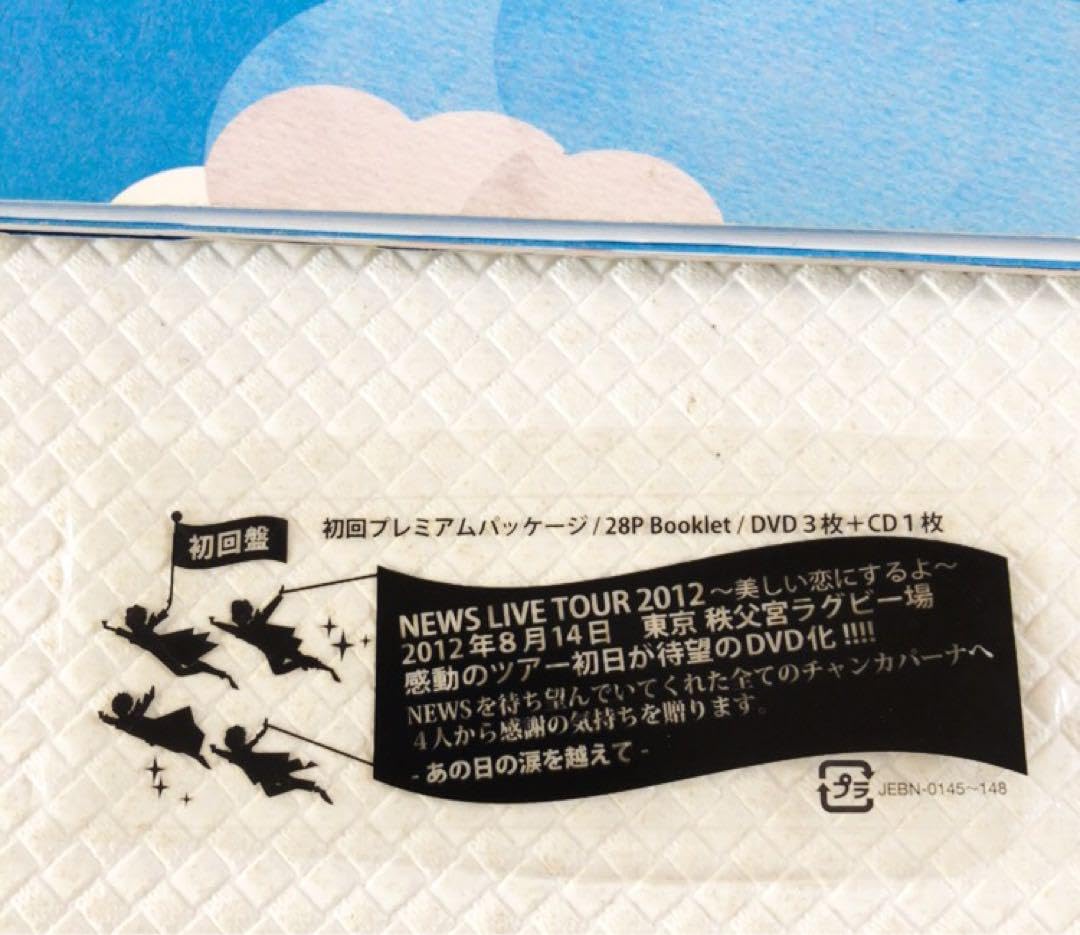 初回盤
初回プレミアムパッケージ / 28P Booklet / DVD 3枚+CD 1枚
NEWS LIVE TOUR 2012 ～美しい恋にするよ～
2012年8月14日 東京 秩父宮ラグビー場
感動のツアー初日が待望のDVD化!!!!
NEWSを待ち望んでいてくれた全てのチャンカパーナへ
4人から感謝の気持ちを贈ります。
- あの日の涙を越えて -
プラ JEBN-0145～148